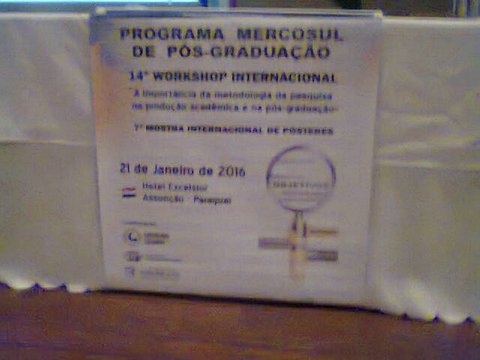 PROGRAMA MERCOSUL
DE PÓS-GRADUAÇÃO
14º WORKSHOP INTERNACIONAL
"A importância da metodologia da pesquisa
na produção acadêmica e na pós-graduação"
7ª MOSTRA INTERNACIONAL DE POSTERES
21 de Janeiro de 2016
Hotel Excelsior
Assunção - Paraguai
OBJETIVOS